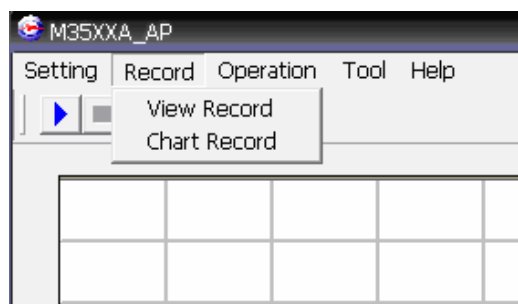 M35XXA_AP
Setting Record Operation Tool Help
View Record
Chart Record